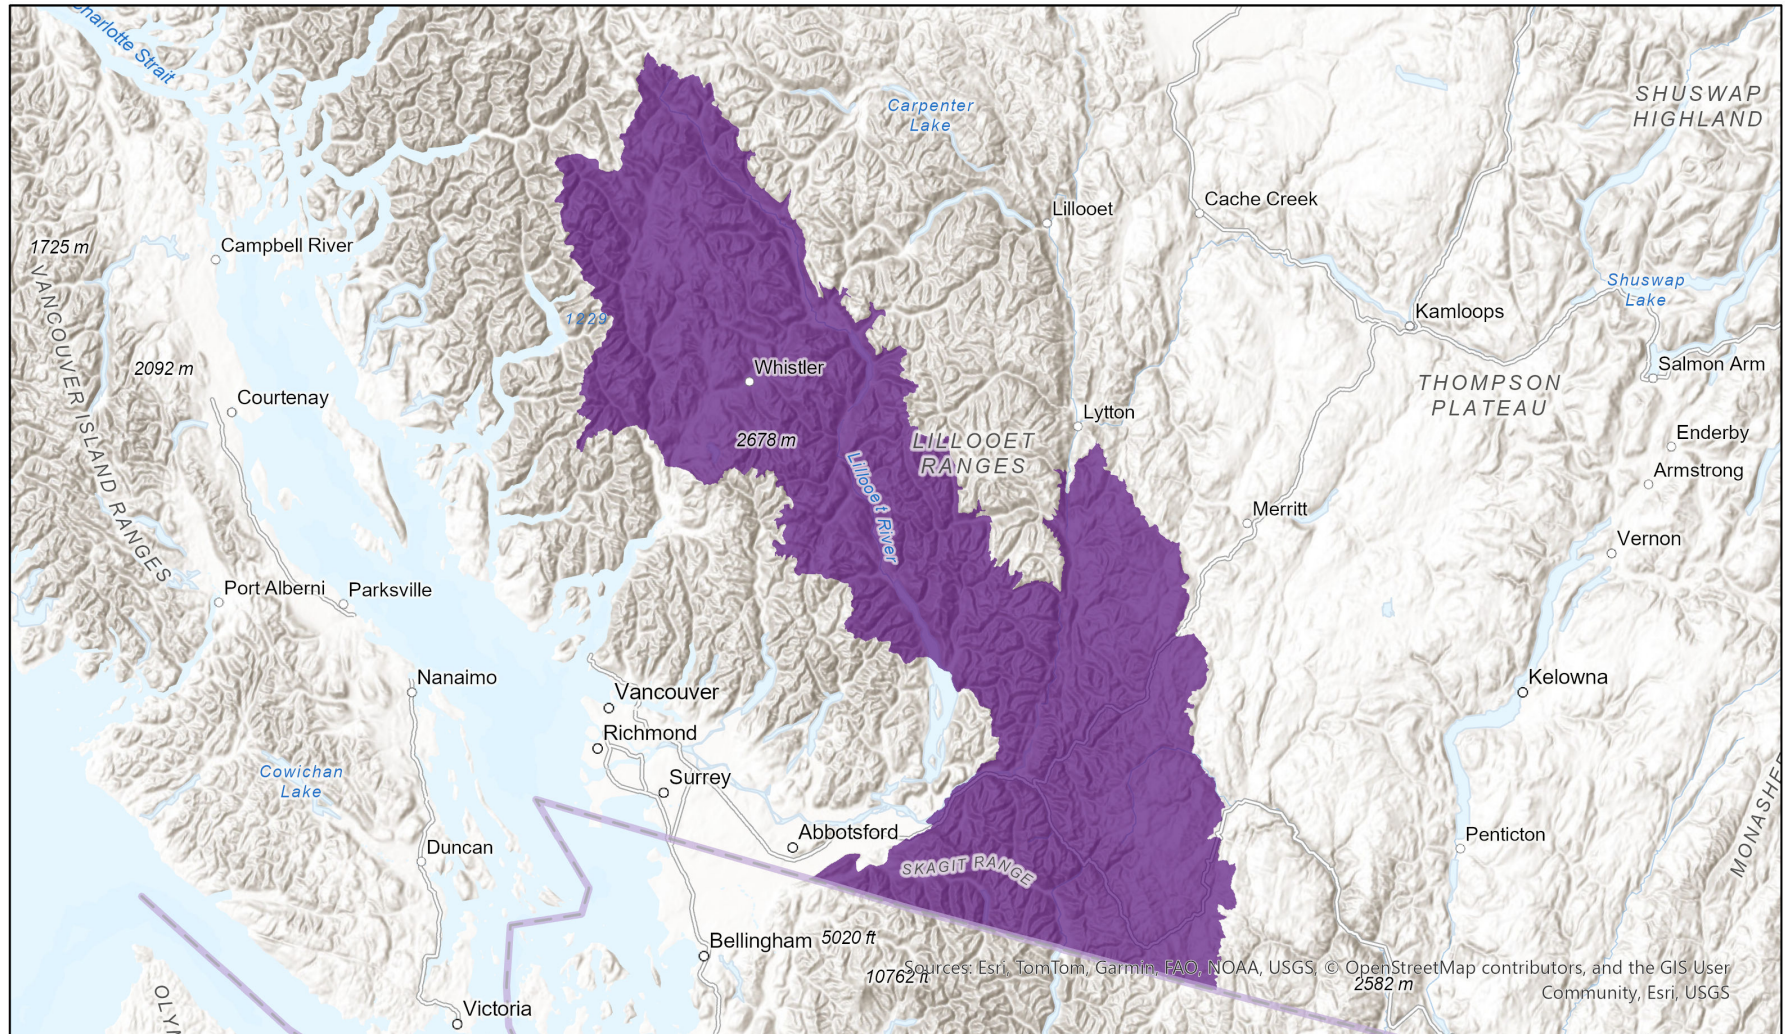 Charlotte Strait
SHUSWAP
HIGHLAND
Carpenter
Lake
Cache Creek
Lillooet
1725 m
Campbell River
Shuswap
Lake
1229
Kamloops
2092 m
Whistler
Salmon Arm
THOMPSON
PLATEAU
Courtenay
Lytton
VANCOUVER ISLAND RANGES
2678 m
LILLOOET
RANGES
Enderby
Armstrong
Lillooet River
Merritt
Vernon
Port Alberni
Parksville
Nanaimo
Kelowna
Vancouver
Richmond
Cowichan
Lake
Surrey
MONASHEE
Abbotsford
Penticton
Duncan
SKAGIT RANGE
Bellingham
5020 ft
10762 ft
Sources: Esri, TomTom, Garmin, FAO, NOAA, USGS, © OpenStreetMap contributors, and the GIS User
Community, Esri, USGS
2582 m
OLYM
Victoria